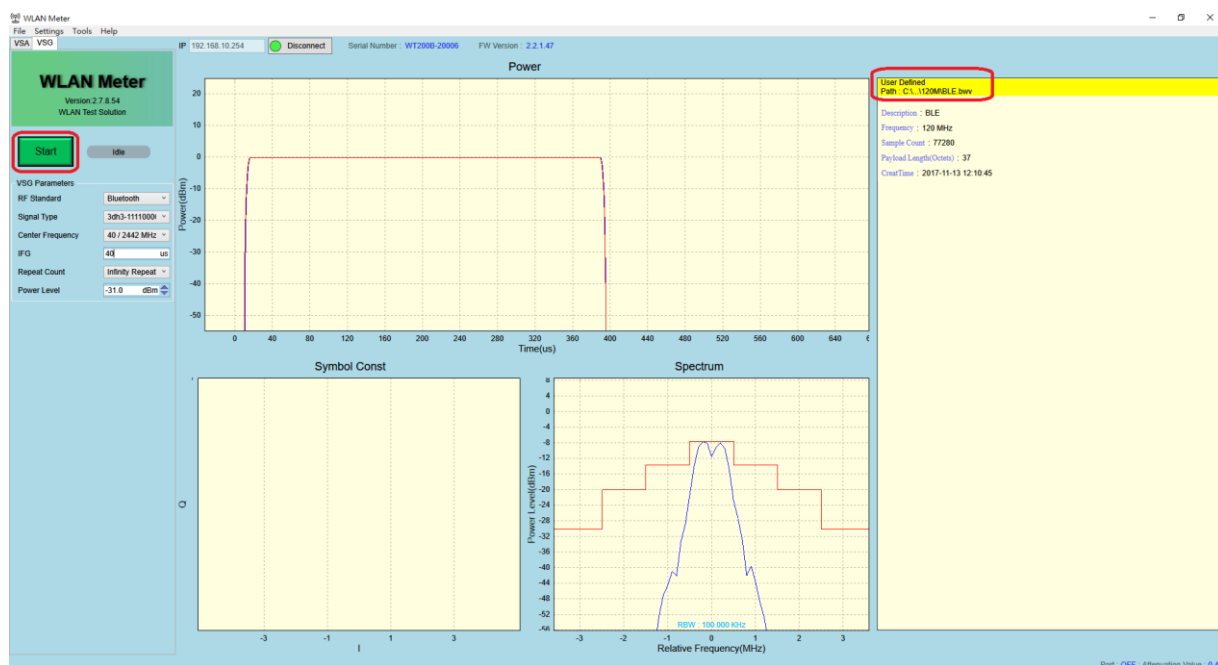 WLAN Meter
File Settings Tools Help
VSA VSG
IP 192.168.10.254 Disconnect Serial Number : WT200B-20006 FW Version : 2.2.1.47
WLAN Meter
Version:2.7.8.54
WLAN Test Solution
Start Idle
VSG Parameters
RF Standard Bluetooth
Signal Type 3dh3-1111000
Center Frequency 40 / 2442 MHz
IFG 40 us
Repeat Count Infinity Repeat
Power Level -31.0 dBm
Power
Power(dBm)
20
10
0
-10
-20
-30
-40
-50
0 40 80 120 160 200 240 280 320 360 400 440 480 520 560 600 640 6
Time(us)
Symbol Const
Q
-3 -1 1 3
I
Spectrum
Power Level(dBm)
8
4
0
-4
-8
-12
-16
-20
-24
-28
-32
-36
-40
-44
-48
-52
-56
RBW : 100.000 KHz
-3 -2 -1 0 1 2 3
Relative Frequency(MHz)
User Defined
Path : C:\...\120M\BLE.bwv
Description : BLE
Frequency : 120 MHz
Sample Count : 77280
Payload Length(Octets) : 37
CreatTime : 2017-11-13 12:10:45
Port : OFF ; Attenuation Value : 0.